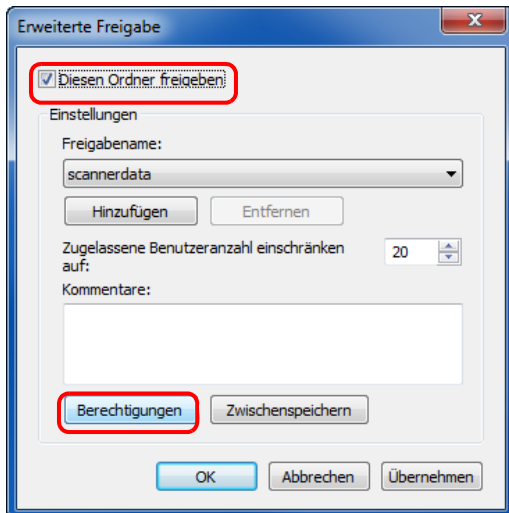 Erweiterte Freigabe
Diesen Ordner freigeben
Einstellungen
Freigabename:
scannerdata
Hinzufügen
Entfernen
Zugelassene Benutzeranzahl einschränken
auf:
20
Kommentare:
Berechtigungen
Zwischenspeichern
OK
Abbrechen
Übernehmen